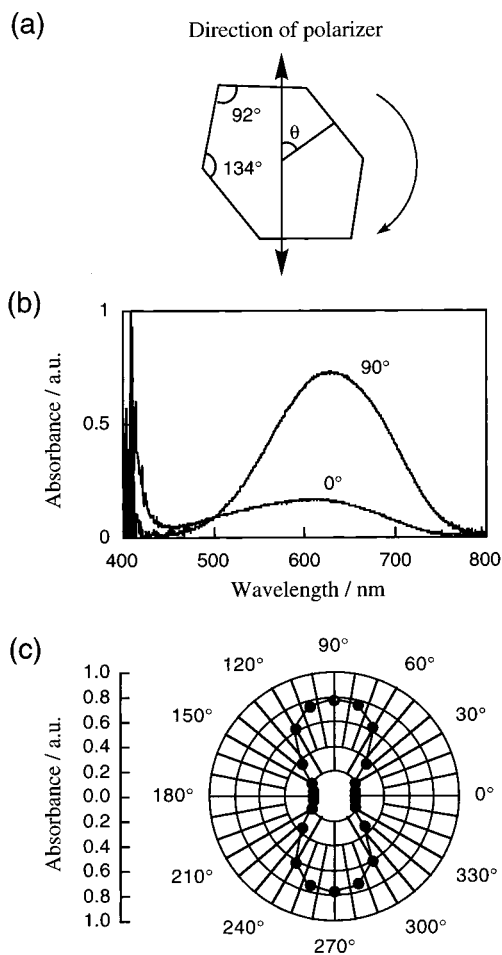 (a)
Direction of polarizer
92°
θ
134°
(b)
1
90°
0.5
0°
0
400 500 600 700 800
Absorbance / a.u.
Wavelength / nm
(c)
90°
120° 60°
150° 30°
180° 0°
210° 330°
240° 300°
270°
1.0
0.8
0.6
0.4
0.2
0.0
0.2
0.4
0.6
0.8
1.0
Absorbance / a.u.